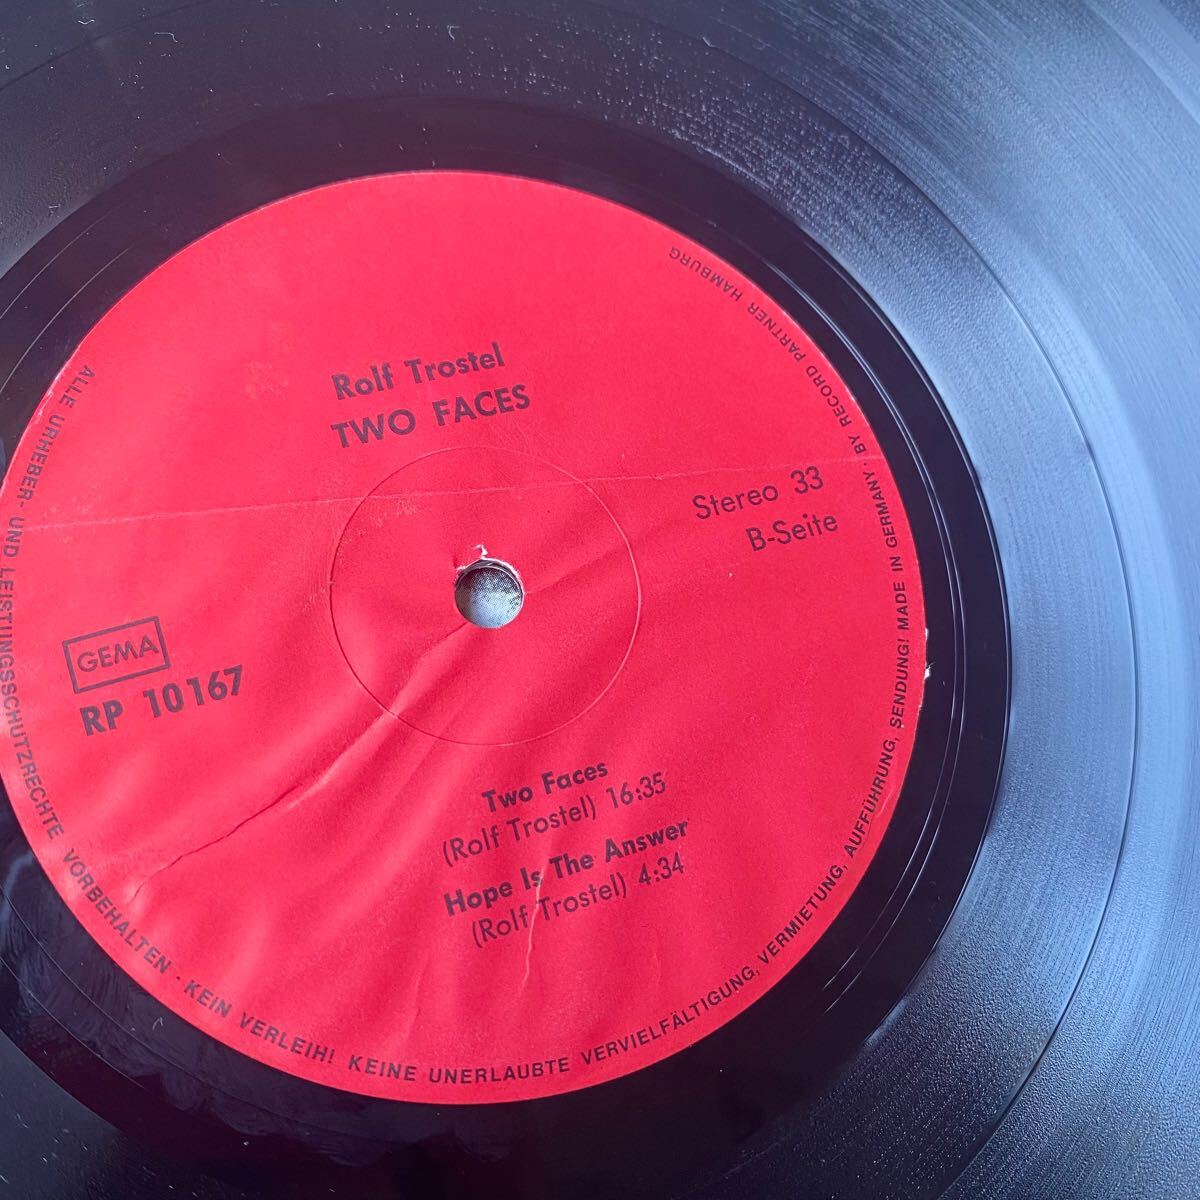 Rolf Trostel
TWO FACES
Stereo 33
B-Seite
GEMA
RP 10167
Two Faces
(Rolf Trostel) 16:35
Hope Is The Answer
(Rolf Trostel) 4:34
ALLE URHEBER- UND LEISTUNGSSCHUTZRECHTE VORBEHALTEN · KEIN VERLEIH! KEINE UNERLAUBTE VERVIELFÄLTIGUNG, VERMIETUNG, AUFFÜHRUNG, SENDUNG! MADE IN GERMANY · BY RECORD PARTNER HAMBURG